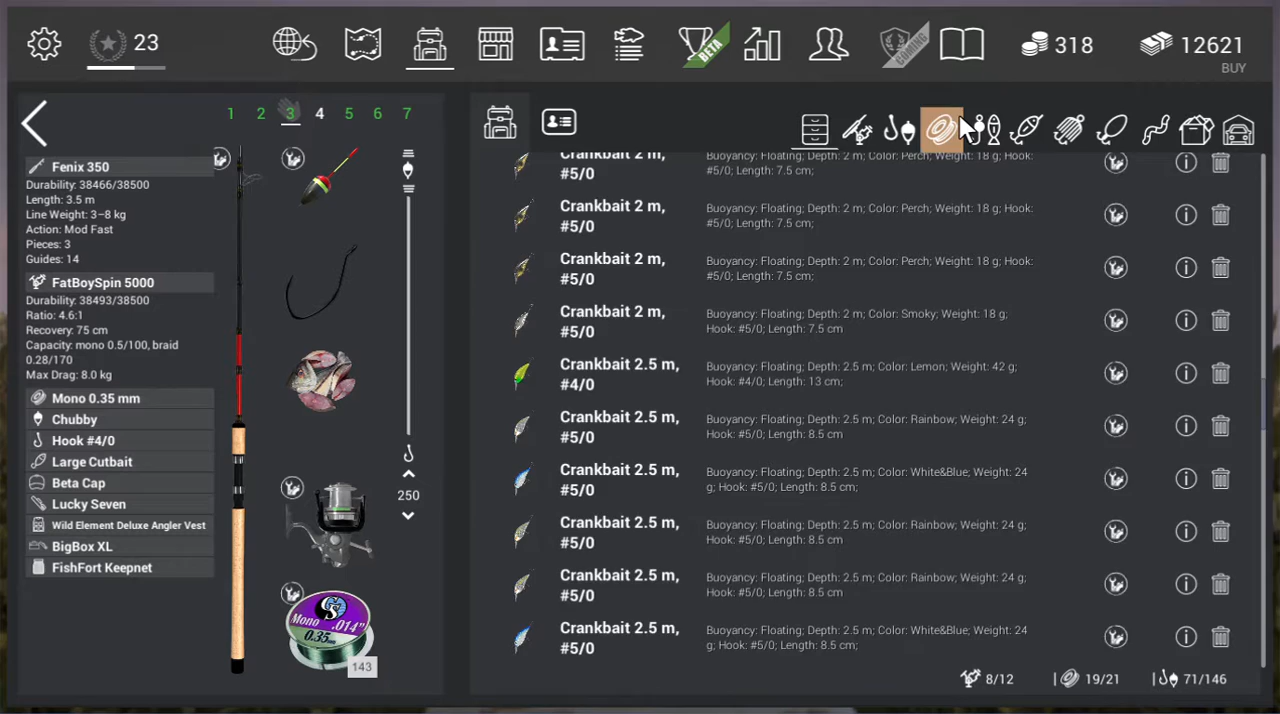 23
BETA
COMING
318
12621
BUY
1 2 3 4 5 6 7
Fenix 350
Durability: 38466/38500
Length: 3.5 m
Line Weight: 3–8 kg
Action: Mod Fast
Pieces: 3
Guides: 14
FatBoySpin 5000
Durability: 38493/38500
Ratio: 4.6:1
Recovery: 75 cm
Capacity: mono 0.5/100, braid
0.28/170
Max Drag: 8.0 kg
Mono 0.35 mm
Chubby
Hook #4/0
Large Cutbait
Beta Cap
Lucky Seven
Wild Element Deluxe Angler Vest
BigBox XL
FishFort Keepnet
250
Mono .014"
0.35mm
143
Crankbait 2 m,
#5/0
Buoyancy: Floating; Depth: 2 m; Color: Perch; Weight: 18 g; Hook:
#5/0; Length: 7.5 cm;
Crankbait 2 m,
#5/0
Buoyancy: Floating; Depth: 2 m; Color: Perch; Weight: 18 g; Hook:
#5/0; Length: 7.5 cm;
Crankbait 2 m,
#5/0
Buoyancy: Floating; Depth: 2 m; Color: Perch; Weight: 18 g; Hook:
#5/0; Length: 7.5 cm;
Crankbait 2 m,
#5/0
Buoyancy: Floating; Depth: 2 m; Color: Smoky; Weight: 18 g;
Hook: #5/0; Length: 7.5 cm
Crankbait 2.5 m,
#4/0
Buoyancy: Floating; Depth: 2.5 m; Color: Lemon; Weight: 42 g;
Hook: #4/0; Length: 13 cm;
Crankbait 2.5 m,
#5/0
Buoyancy: Floating; Depth: 2.5 m; Color: Rainbow; Weight: 24 g;
Hook: #5/0; Length: 8.5 cm
Crankbait 2.5 m,
#5/0
Buoyancy: Floating; Depth: 2.5 m; Color: White&Blue; Weight: 24
g; Hook: #5/0; Length: 8.5 cm;
Crankbait 2.5 m,
#5/0
Buoyancy: Floating; Depth: 2.5 m; Color: Rainbow; Weight: 24 g;
Hook: #5/0; Length: 8.5 cm
Crankbait 2.5 m,
#5/0
Buoyancy: Floating; Depth: 2.5 m; Color: Rainbow; Weight: 24 g;
Hook: #5/0; Length: 8.5 cm
Crankbait 2.5 m,
#5/0
Buoyancy: Floating; Depth: 2.5 m; Color: White&Blue; Weight: 24
g; Hook: #5/0; Length: 8.5 cm;
8/12 | 19/21 | 71/146